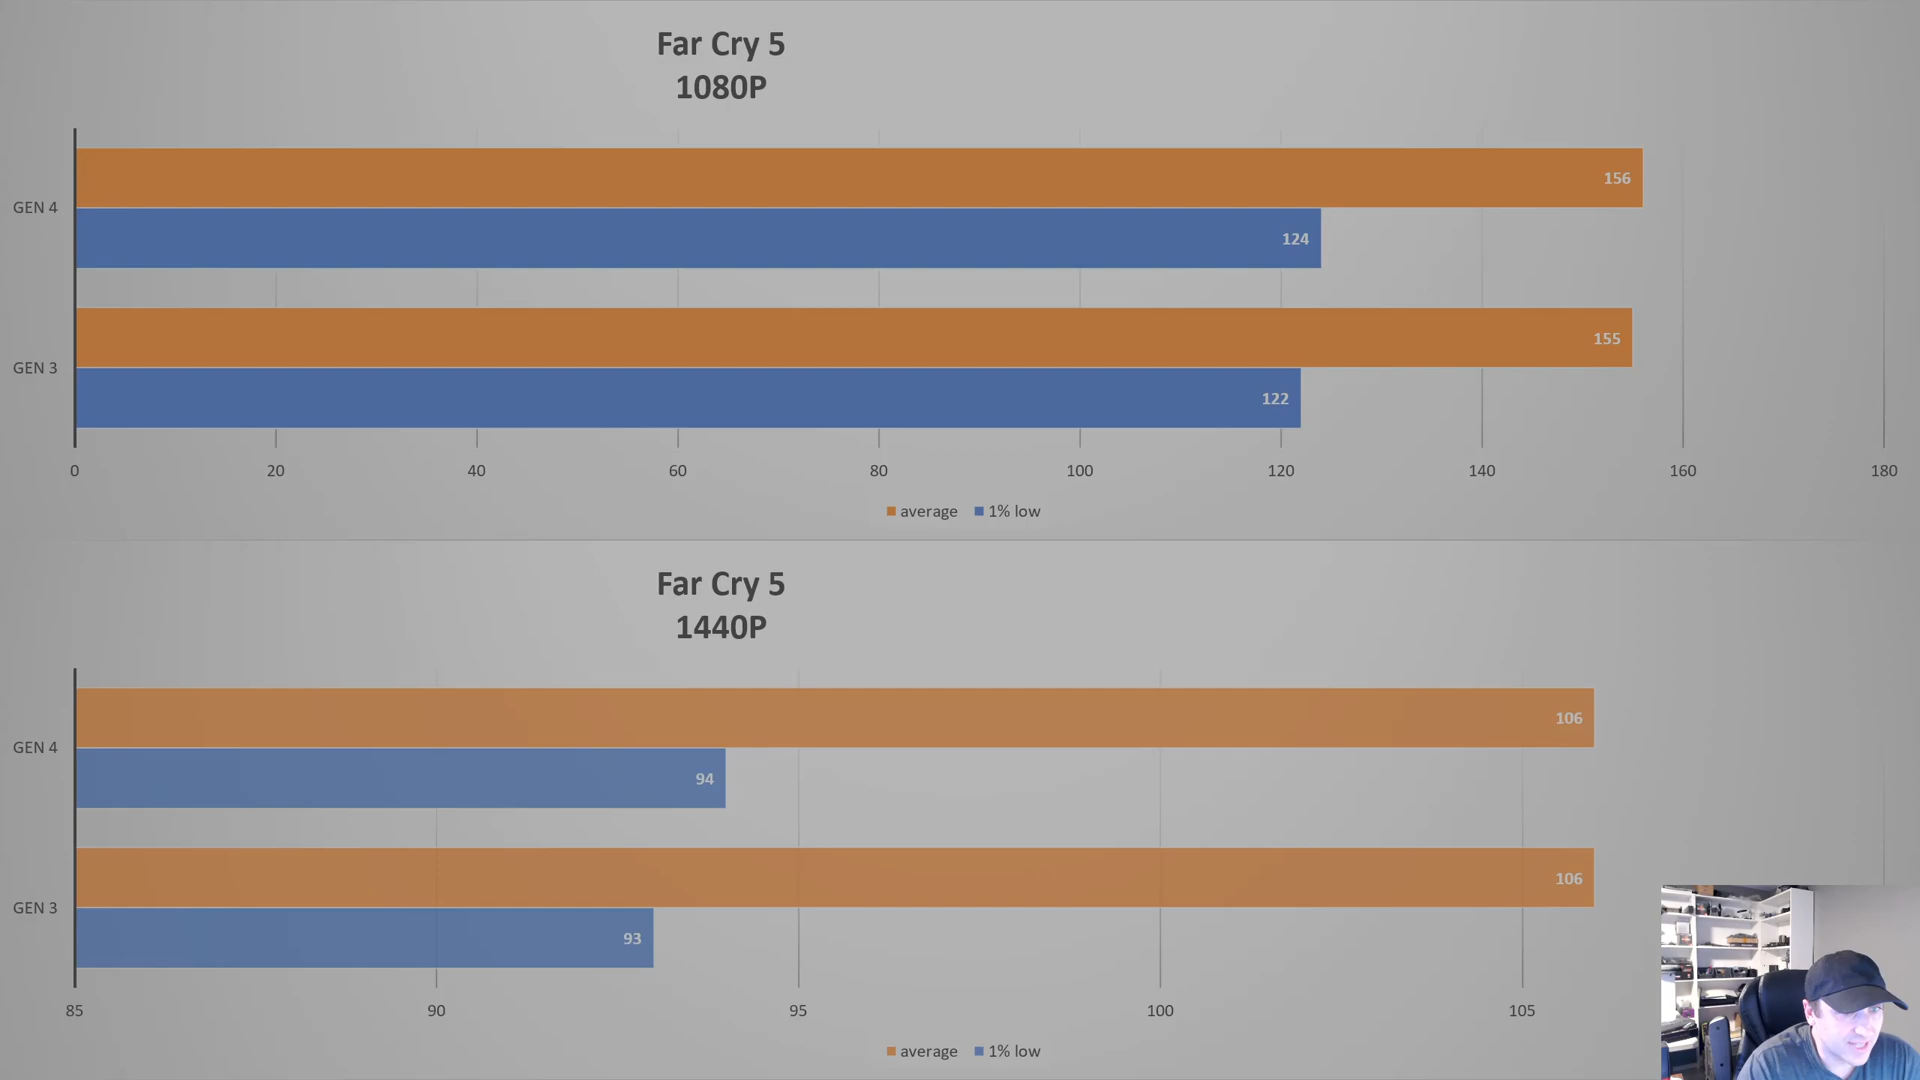 Far Cry 5
1080P
GEN 4
156
124
GEN 3
155
122
0 20 40 60 80 100 120 140 160 180
average 1% low
Far Cry 5
1440P
GEN 4
106
94
GEN 3
106
93
85 90 95 100 105
average 1% low